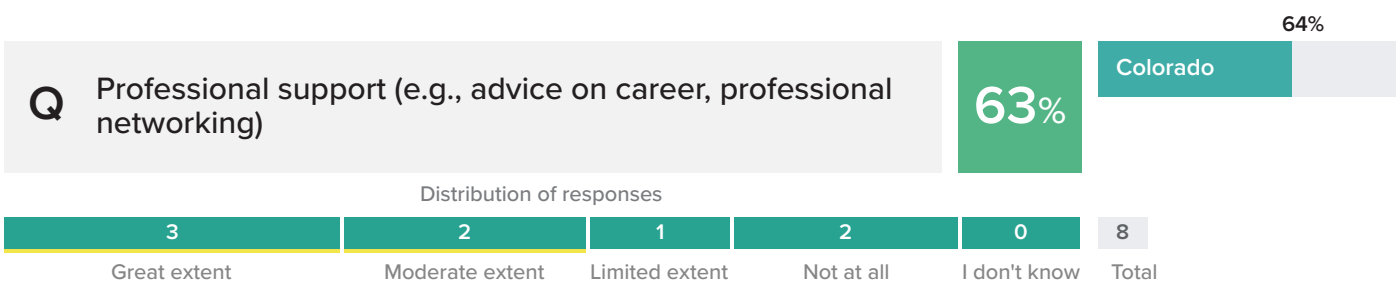 64%
Q
Professional support (e.g., advice on career, professional
networking)
63%
Colorado
Distribution of responses
3 2 1 2 0 8
Great extent Moderate extent Limited extent Not at all I don't know Total